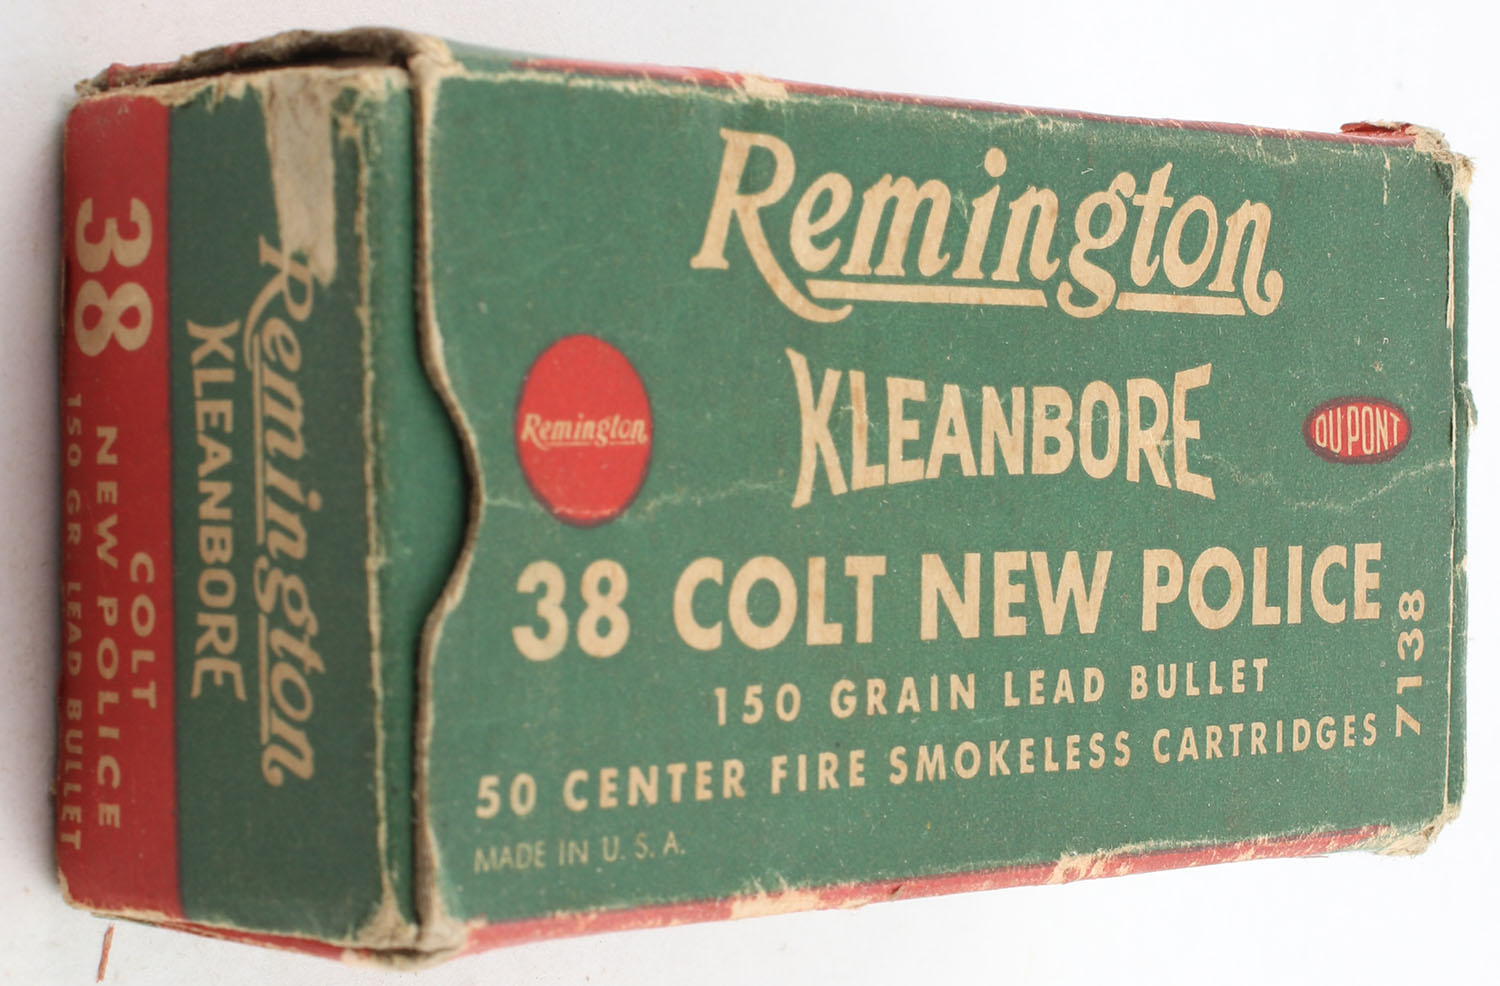 Remington
KLEANBORE
Remington
DU PONT
38 COLT NEW POLICE
150 GRAIN LEAD BULLET
50 CENTER FIRE SMOKELESS CARTRIDGES
MADE IN U. S. A.
7138
Remington
KLEANBORE
38 COLT
NEW POLICE
150 GR. LEAD BULLET